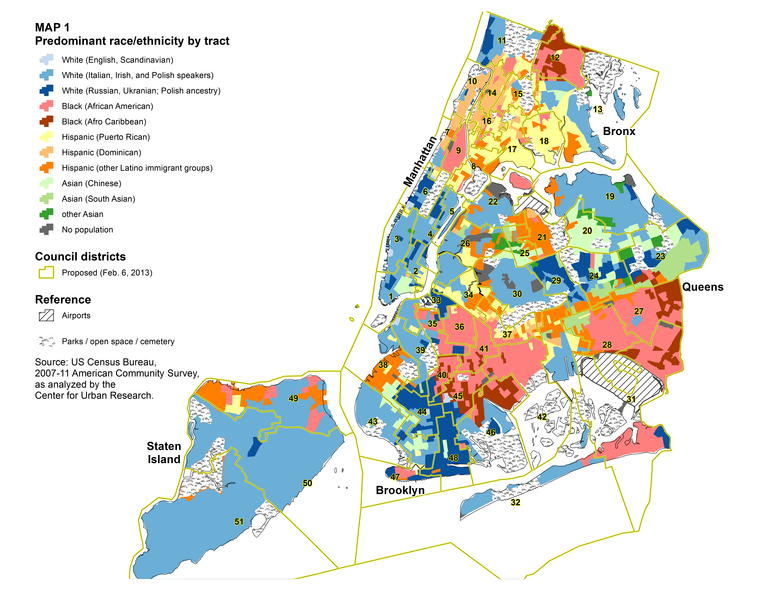 MAP 1
Predominant race/ethnicity by tract
White (English, Scandinavian)
White (Italian, Irish, and Polish speakers)
White (Russian, Ukranian; Polish ancestry)
Black (African American)
Black (Afro Caribbean)
Hispanic (Puerto Rican)
Hispanic (Dominican)
Hispanic (other Latino immigrant groups)
Asian (Chinese)
Asian (South Asian)
other Asian
No population
Council districts
Proposed (Feb. 6, 2013)
Reference
Airports
Parks / open space / cemetery
Source: US Census Bureau,
2007-11 American Community Survey,
as analyzed by the
Center for Urban Research.
11
12
10
14
15
13
16
Bronx
7
9
17
18
8
Manhattan
6
22
19
5
3
4
26
21
20
25
23
2
24
29
30
Queens
1
34
33
27
35
36
37
28
39
41
38
40
31
49
45
44
43
42
46
Staten
Island
48
47
50
Brooklyn
32
51